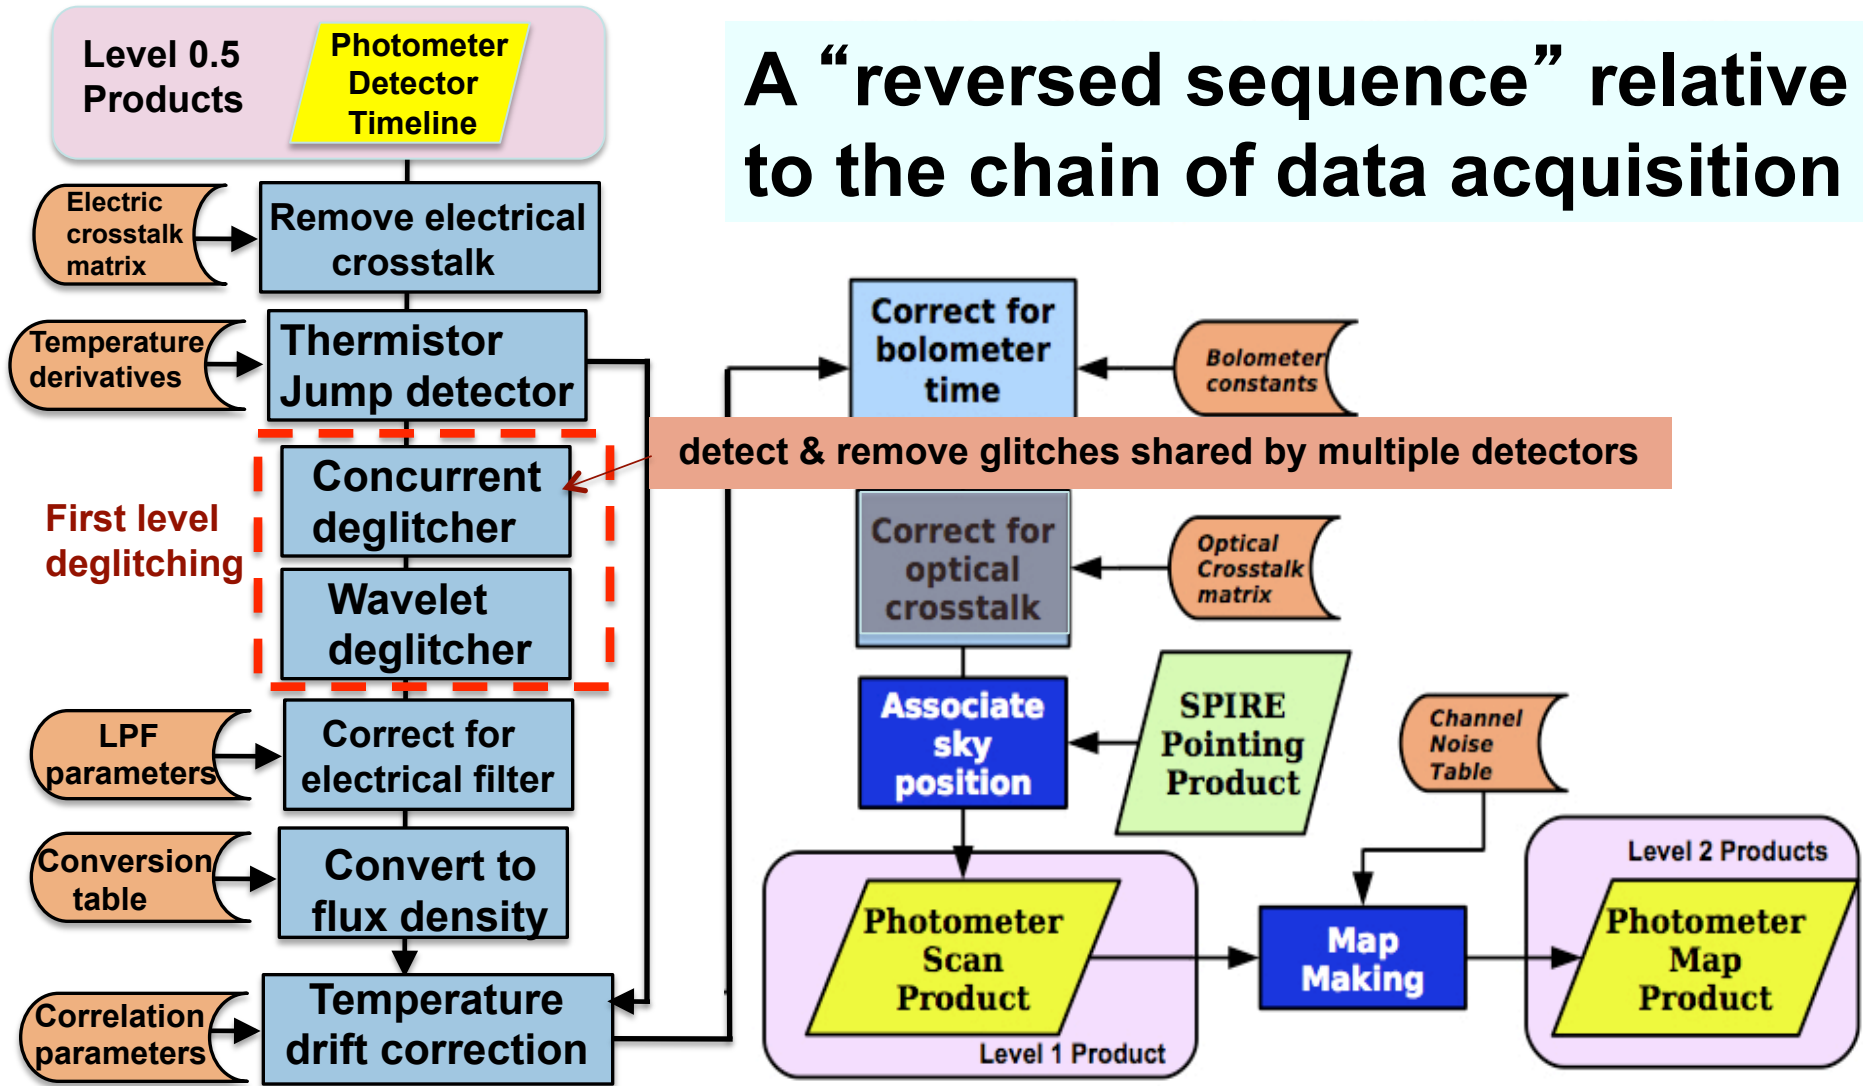 Level 0.5
Products
Photometer
Detector
Timeline
A “reversed sequence” relative
to the chain of data acquisition
Electric
crosstalk
matrix
Remove electrical
crosstalk
Temperature
derivatives
Thermistor
Jump detector
First level
deglitching
Concurrent
deglitcher
Wavelet
deglitcher
detect & remove glitches shared by multiple detectors
LPF
parameters
Correct for
electrical filter
Conversion
table
Convert to
flux density
Correlation
parameters
Temperature
drift correction
Correct for
bolometer
time
Bolometer
constants
Correct for
optical
crosstalk
Optical
Crosstalk
matrix
Associate
sky
position
SPIRE
Pointing
Product
Channel
Noise
Table
Photometer
Scan
Product
Level 1 Product
Map
Making
Level 2 Products
Photometer
Map
Product